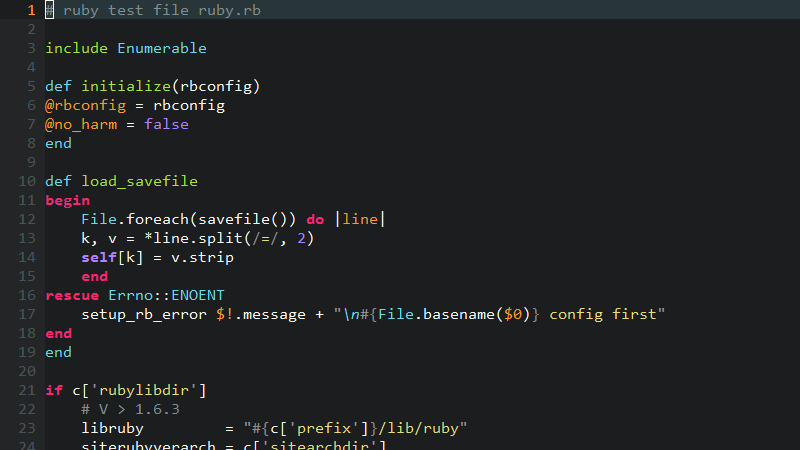 1 # ruby test file ruby.rb
2
3 include Enumerable
4
5 def initialize(rbconfig)
6 @rbconfig = rbconfig
7 @no_harm = false
8 end
9
10 def load_savefile
11 begin
12     File.foreach(savefile()) do |line|
13     k, v = *line.split(/=/, 2)
14     self[k] = v.strip
15     end
16 rescue Errno::ENOENT
17     setup_rb_error $!.message + "\n#{File.basename($0)} config first"
18 end
19 end
20
21 if c['rubylibdir']
22     # V > 1.6.3
23     libruby         = "#{c['prefix']}/lib/ruby"
24     siterubyverarch = c['sitearchdir']